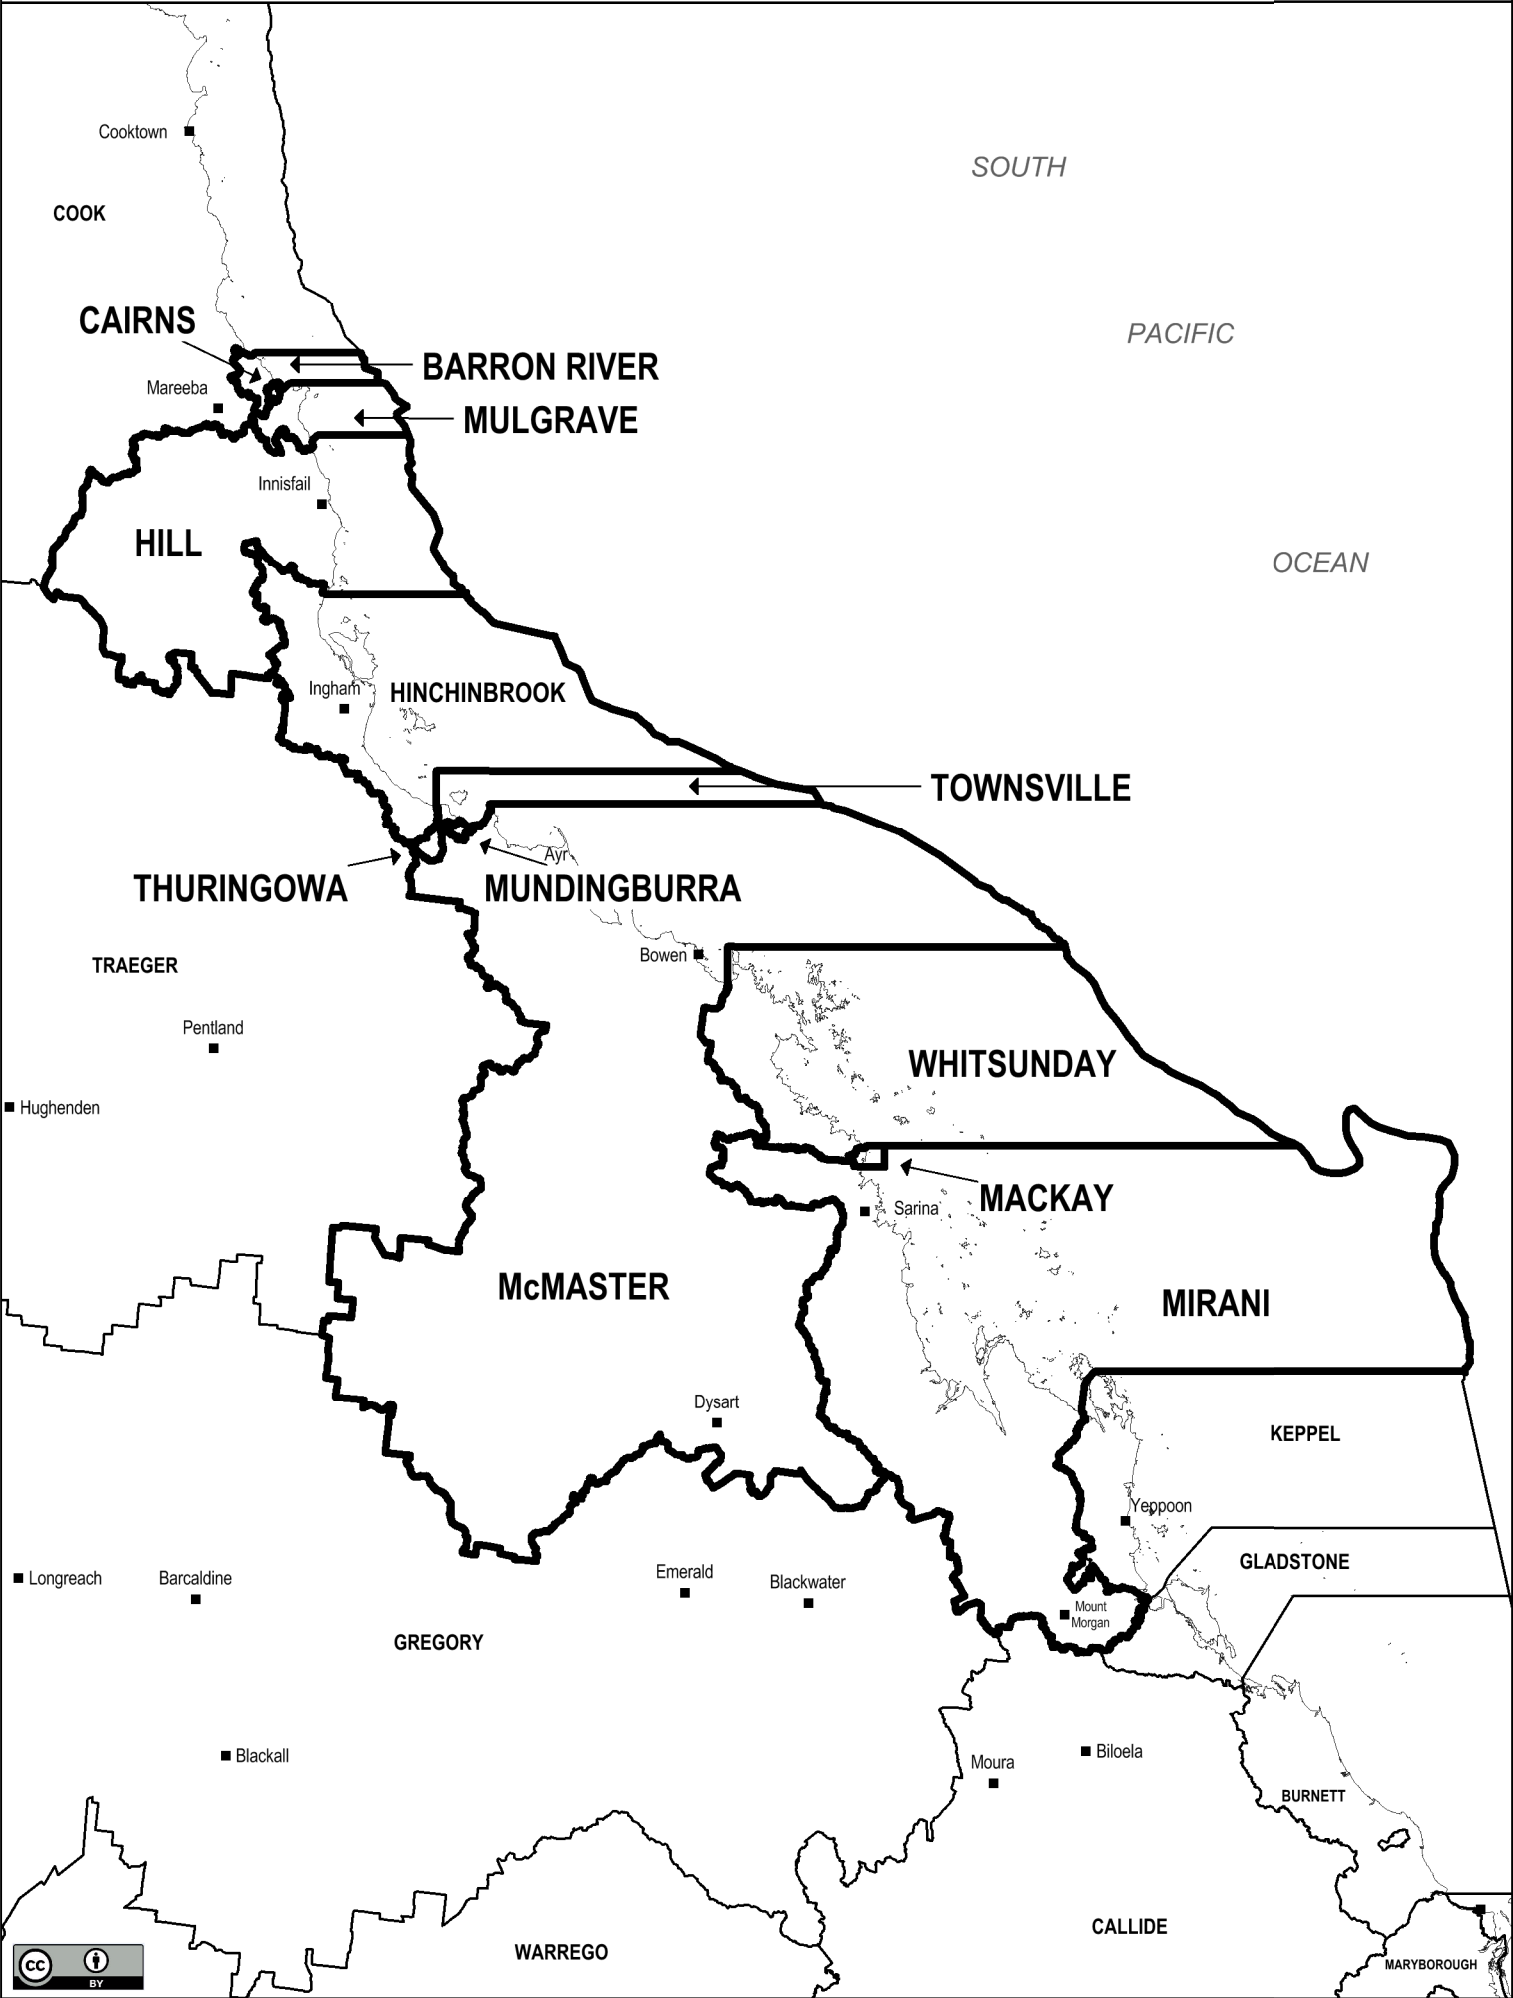 Cooktown
SOUTH
COOK
CAIRNS
PACIFIC
BARRON RIVER
Mareeba
MULGRAVE
Innisfail
HILL
OCEAN
Ingham
HINCHINBROOK
TOWNSVILLE
Ayr
THURINGOWA
MUNDINGBURRA
Bowen
TRAEGER
Pentland
WHITSUNDAY
Hughenden
MACKAY
Sarina
McMASTER
MIRANI
Dysart
KEPPEL
Yeppoon
GLADSTONE
Longreach
Barcaldine
Emerald
Blackwater
Mount
Morgan
GREGORY
Blackall
Moura
Biloela
BURNETT
CALLIDE
WARREGO
MARYBOROUGH
CC
BY